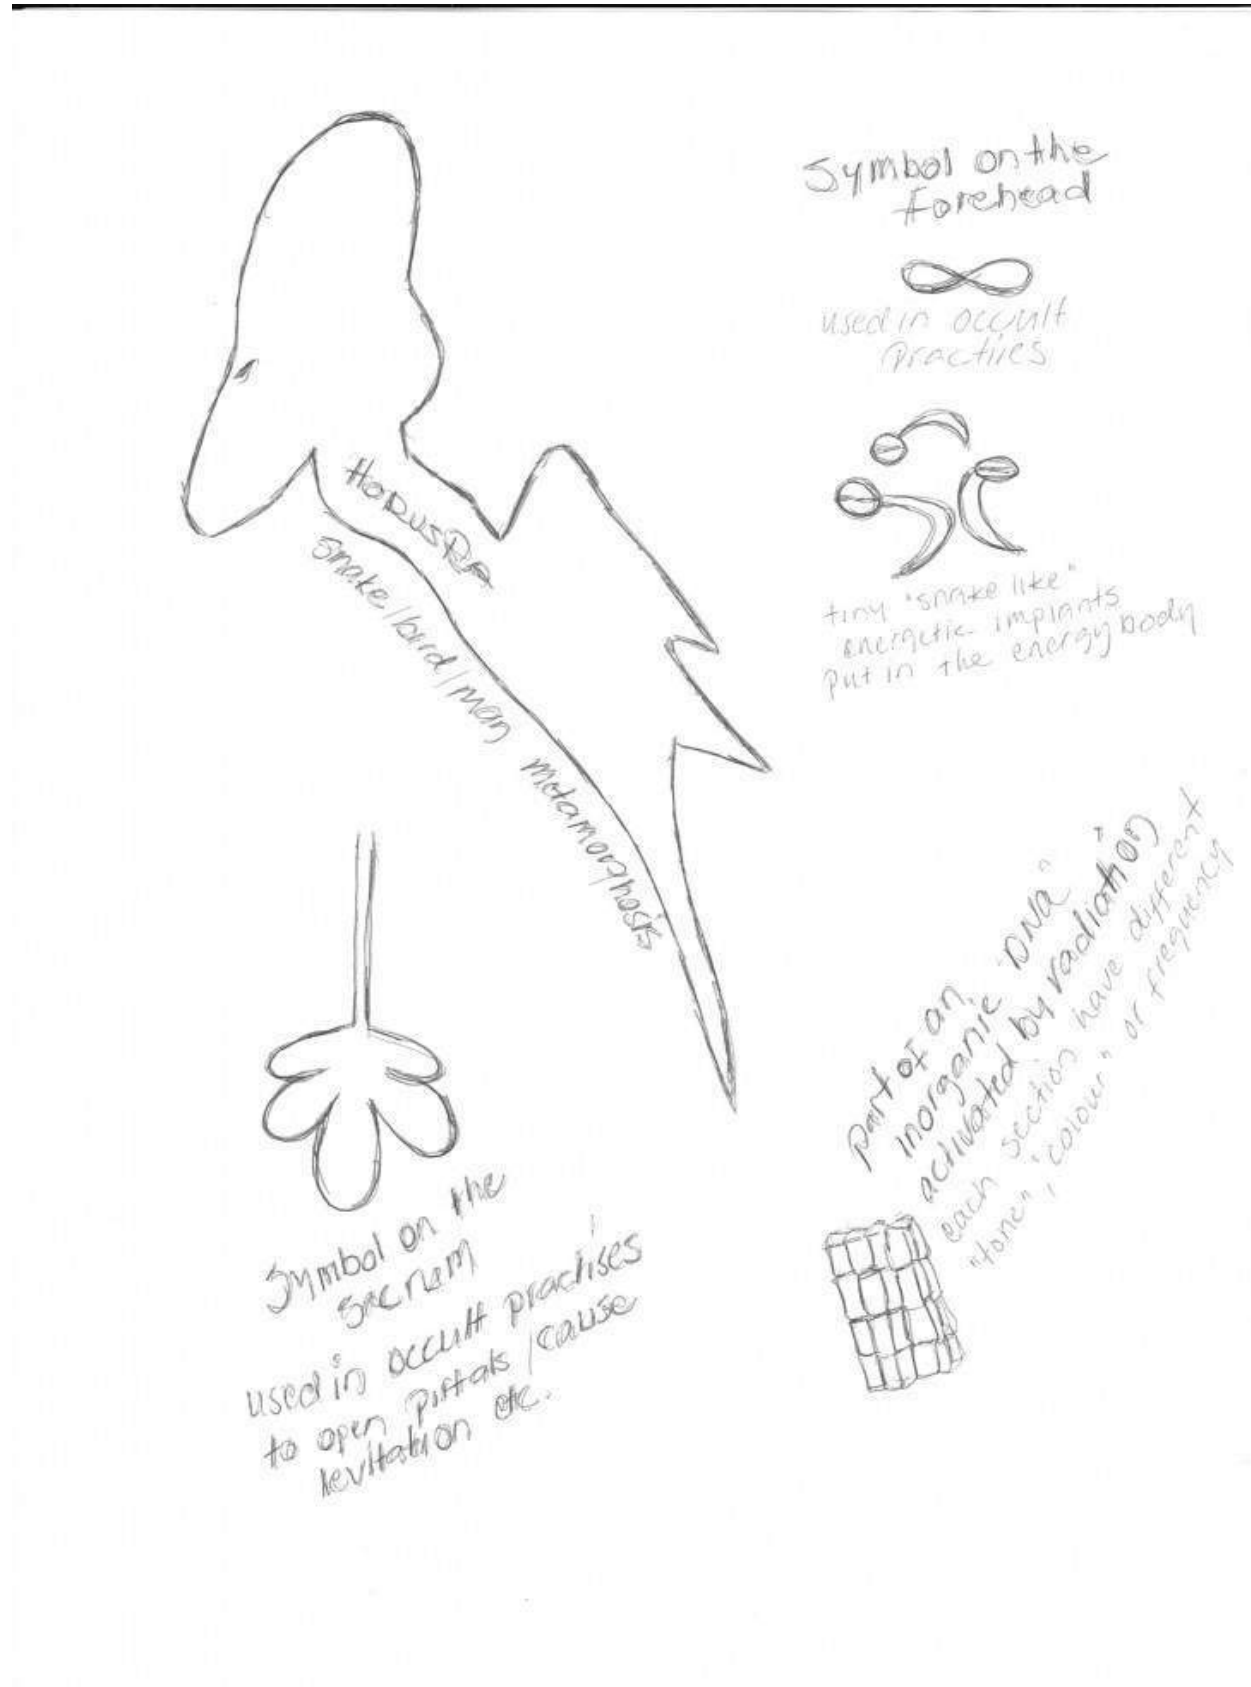 Symbol on the
Forehead
used in occult
practices
HORUSRA
snake/bird/man metamorphosis
tiny "snake like"
energetic implants
put in the energy body
part of an
inorganic "DNA"
activated by radiation
each section have different
"tone", "colour" or frequency
Symbol on the
sacrum
used in occult practises
to open portals / cause
levitation etc.